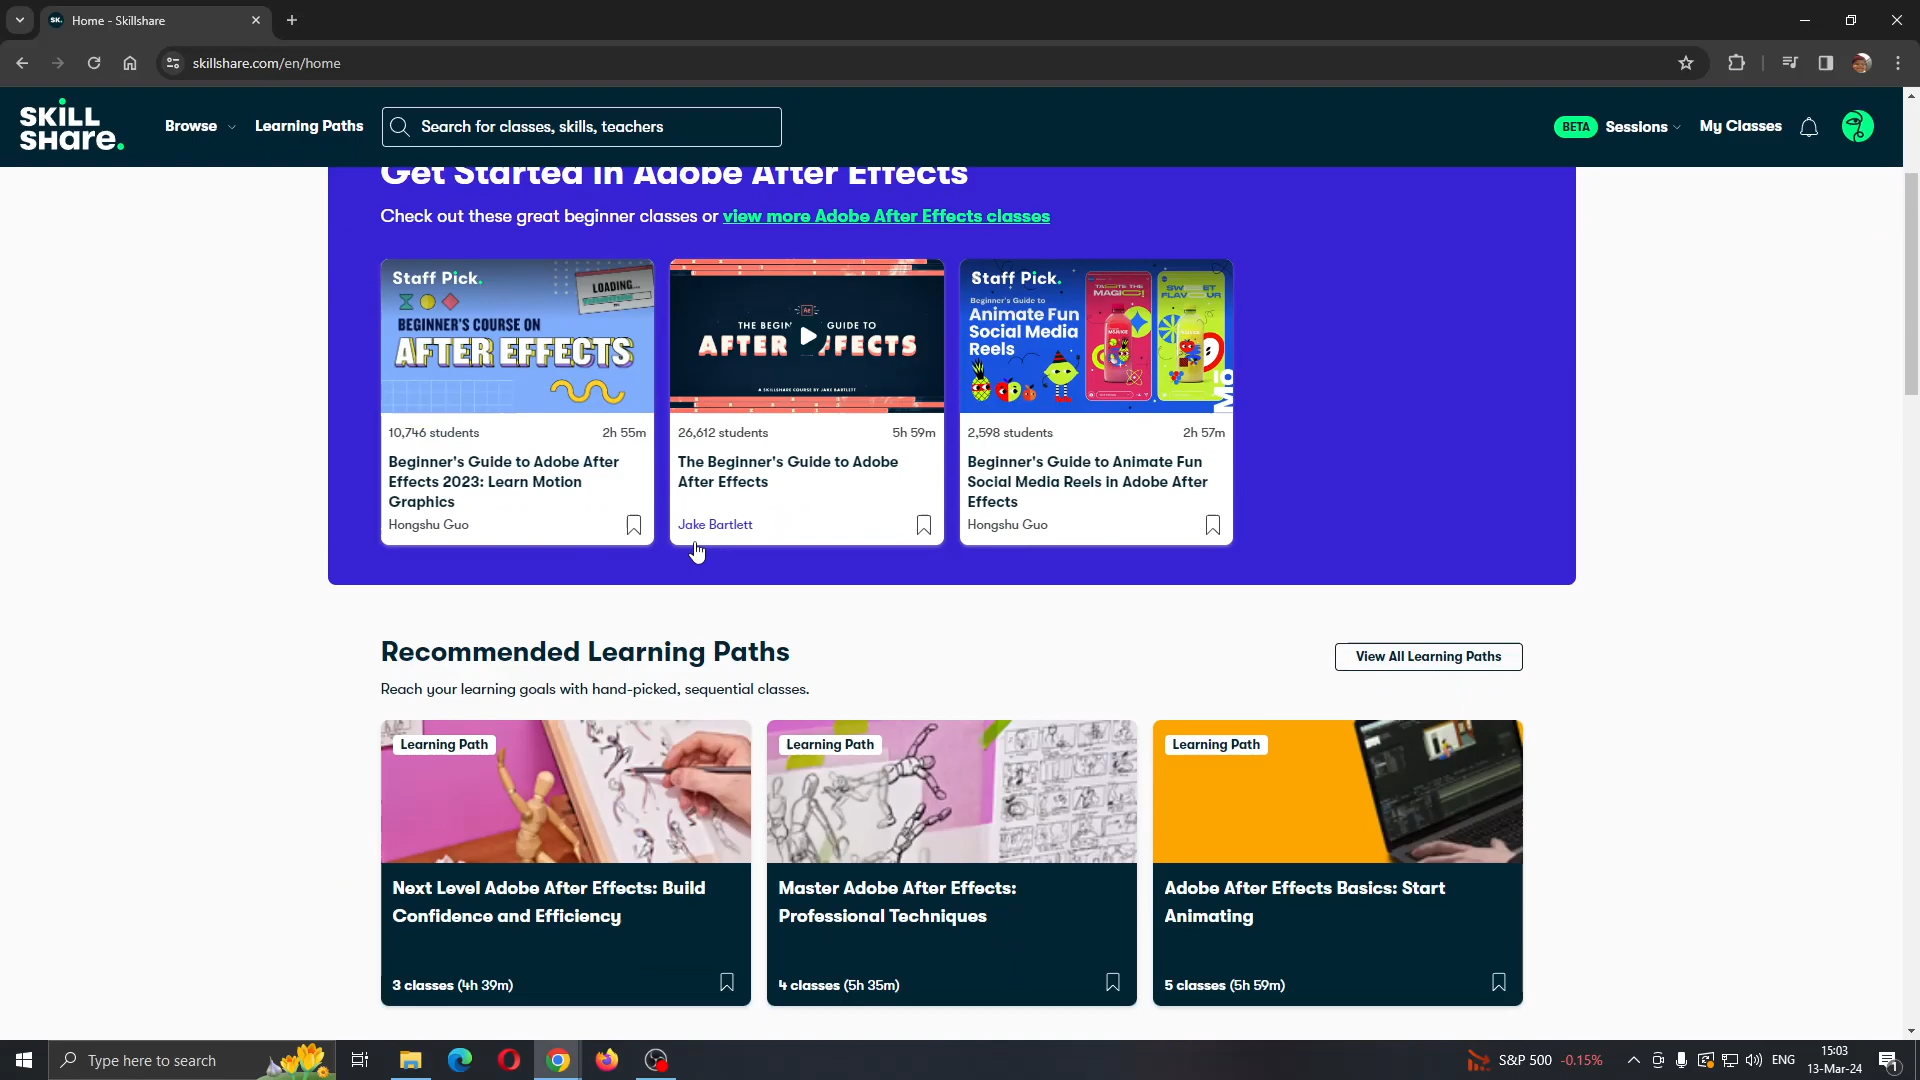 Home - Skillshare
skillshare.com/en/home
SKILL
SHARE.
Browse
Learning Paths
Search for classes, skills, teachers
BETA Sessions
My Classes
Get Started in Adobe After Effects
Check out these great beginner classes or view more Adobe After Effects classes
Staff Pick.
LOADING...
BEGINNER'S COURSE ON
AFTER EFFECTS
Ae
THE BEGIN GUIDE TO
AFTER FFECTS
A SKILLSHARE COURSE BY JAKE BARTLETT
Staff Pick.
Beginner's Guide to
Animate Fun
Social Media
Reels
10,746 students 2h 55m
Beginner's Guide to Adobe After
Effects 2023: Learn Motion
Graphics
Hongshu Guo
26,612 students 5h 59m
The Beginner's Guide to Adobe
After Effects
Jake Bartlett
2,598 students 2h 57m
Beginner's Guide to Animate Fun
Social Media Reels in Adobe After
Effects
Hongshu Guo
Recommended Learning Paths
View All Learning Paths
Reach your learning goals with hand-picked, sequential classes.
Learning Path
Next Level Adobe After Effects: Build
Confidence and Efficiency
3 classes (4h 39m)
Learning Path
Master Adobe After Effects:
Professional Techniques
4 classes (5h 35m)
Learning Path
Adobe After Effects Basics: Start
Animating
5 classes (5h 59m)
Type here to search
S&P 500 -0.15%
ENG
15:03
13-Mar-24
1